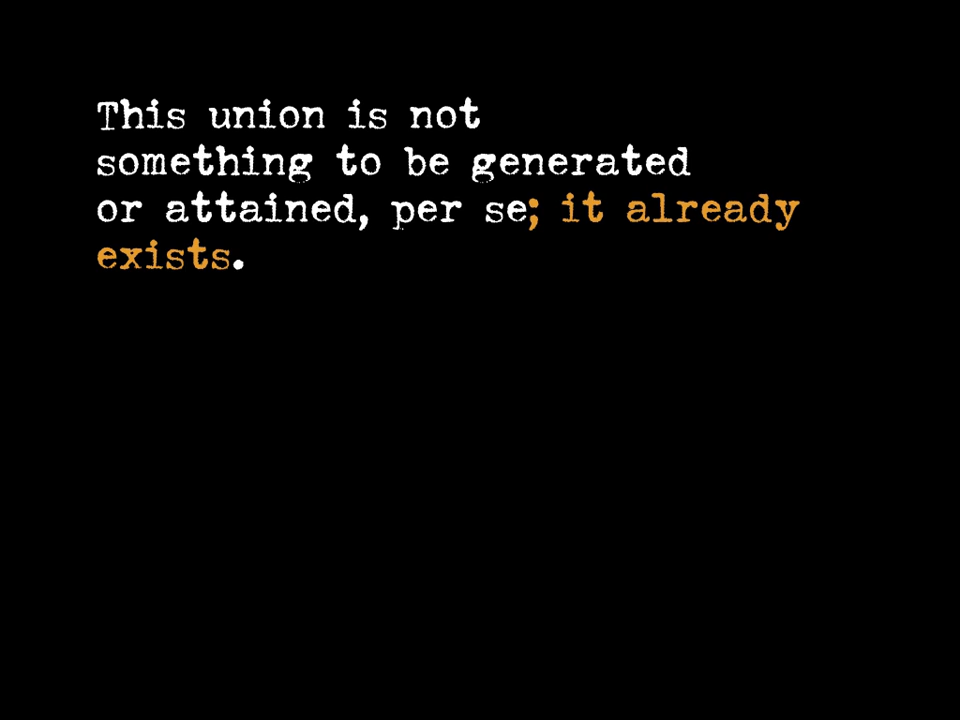 This union is not
something to be generated
or attained, per se; it already
exists.